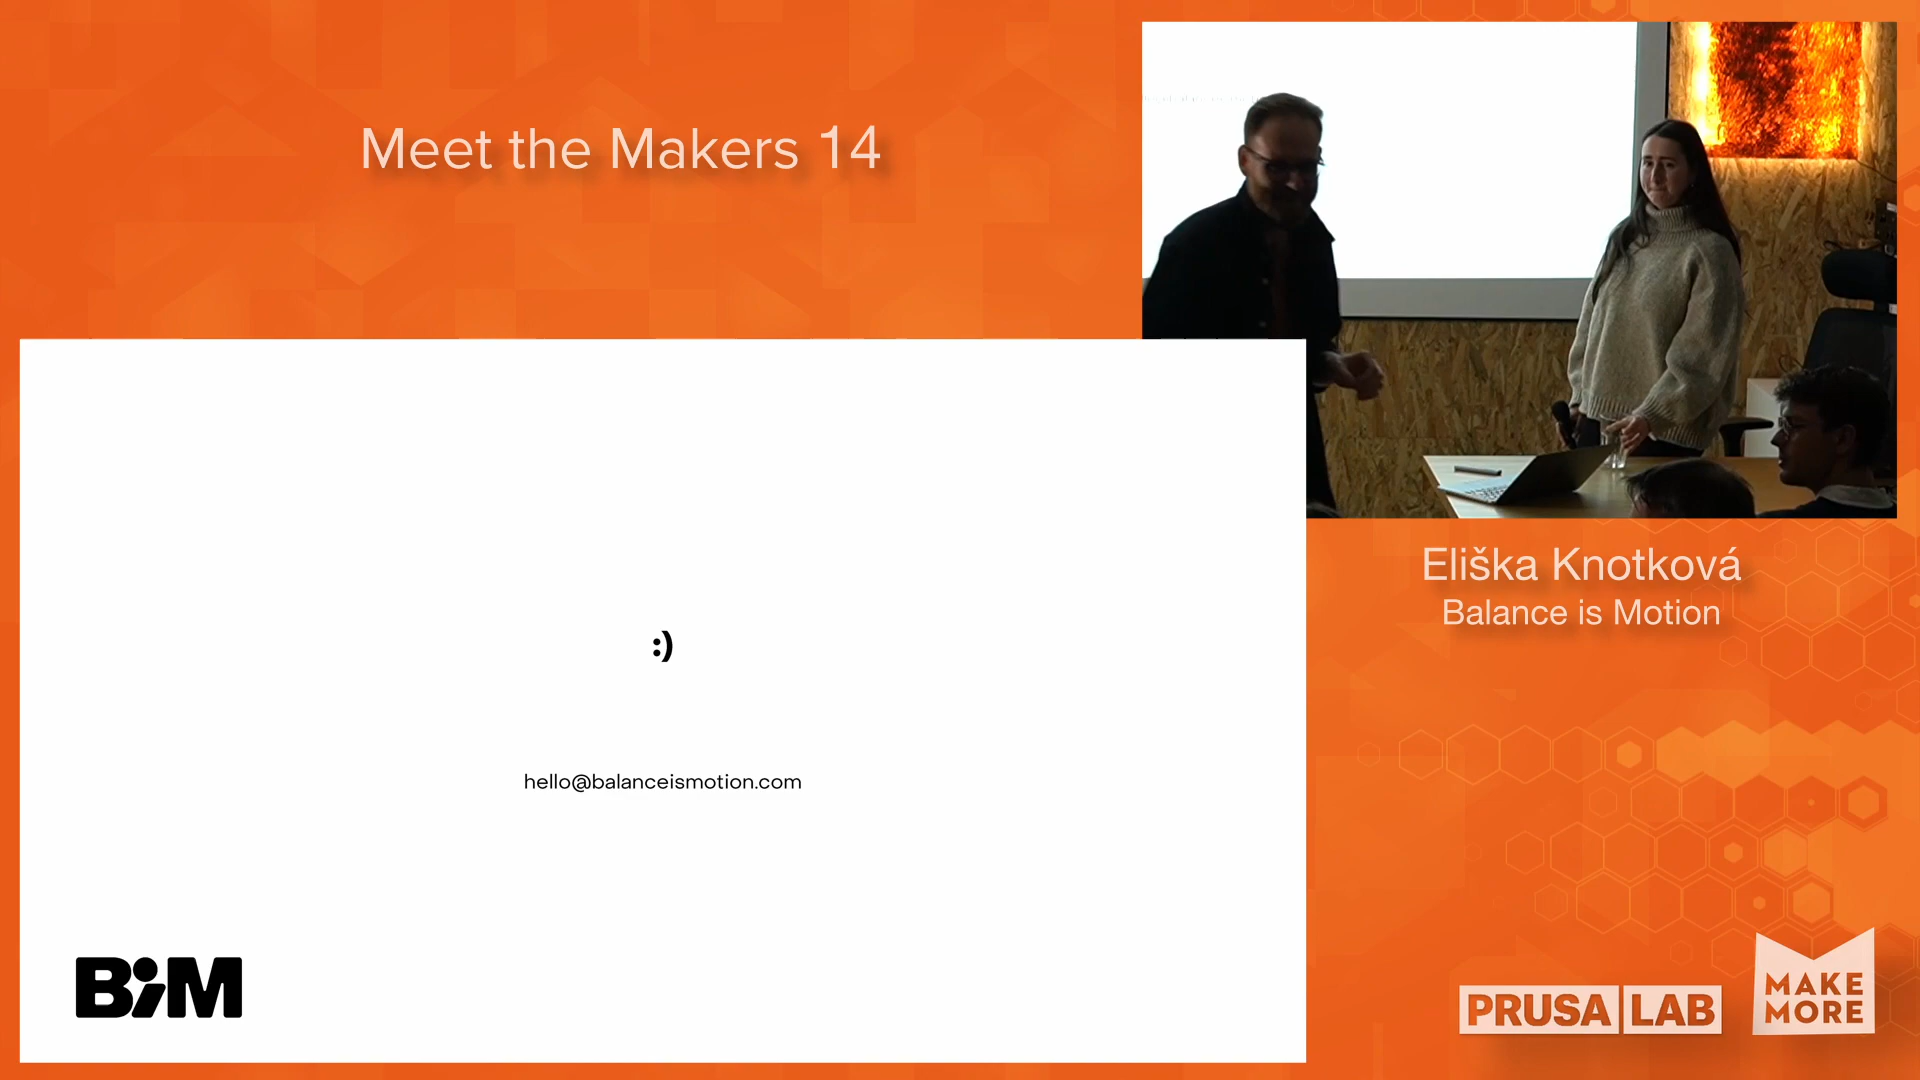 Meet the Makers 14
Eliška Knotková
Balance is Motion
:)
hello@balanceismotion.com
BiM
PRUSA LAB
MAKE
MORE